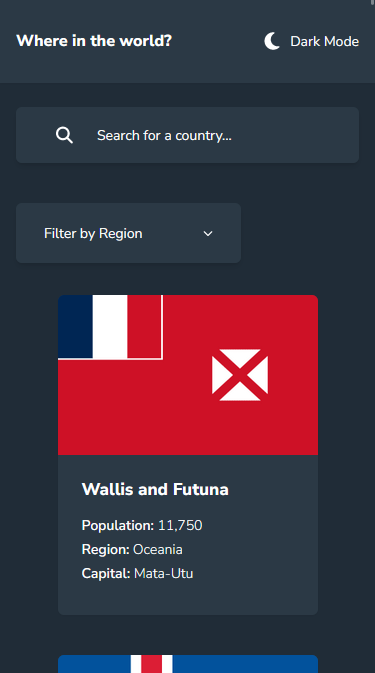 Where in the world?
Dark Mode
Search for a country...
Filter by Region
Wallis and Futuna
Population: 11,750
Region: Oceania
Capital: Mata-Utu